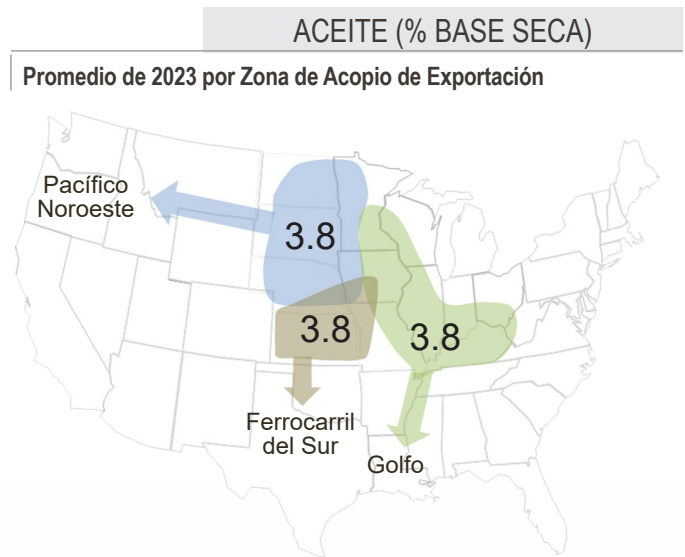 ACEITE (% BASE SECA)
Promedio de 2023 por Zona de Acopio de Exportación
Pacífico
Noroeste
3.8
3.8
3.8
Ferrocarril
del Sur
Golfo